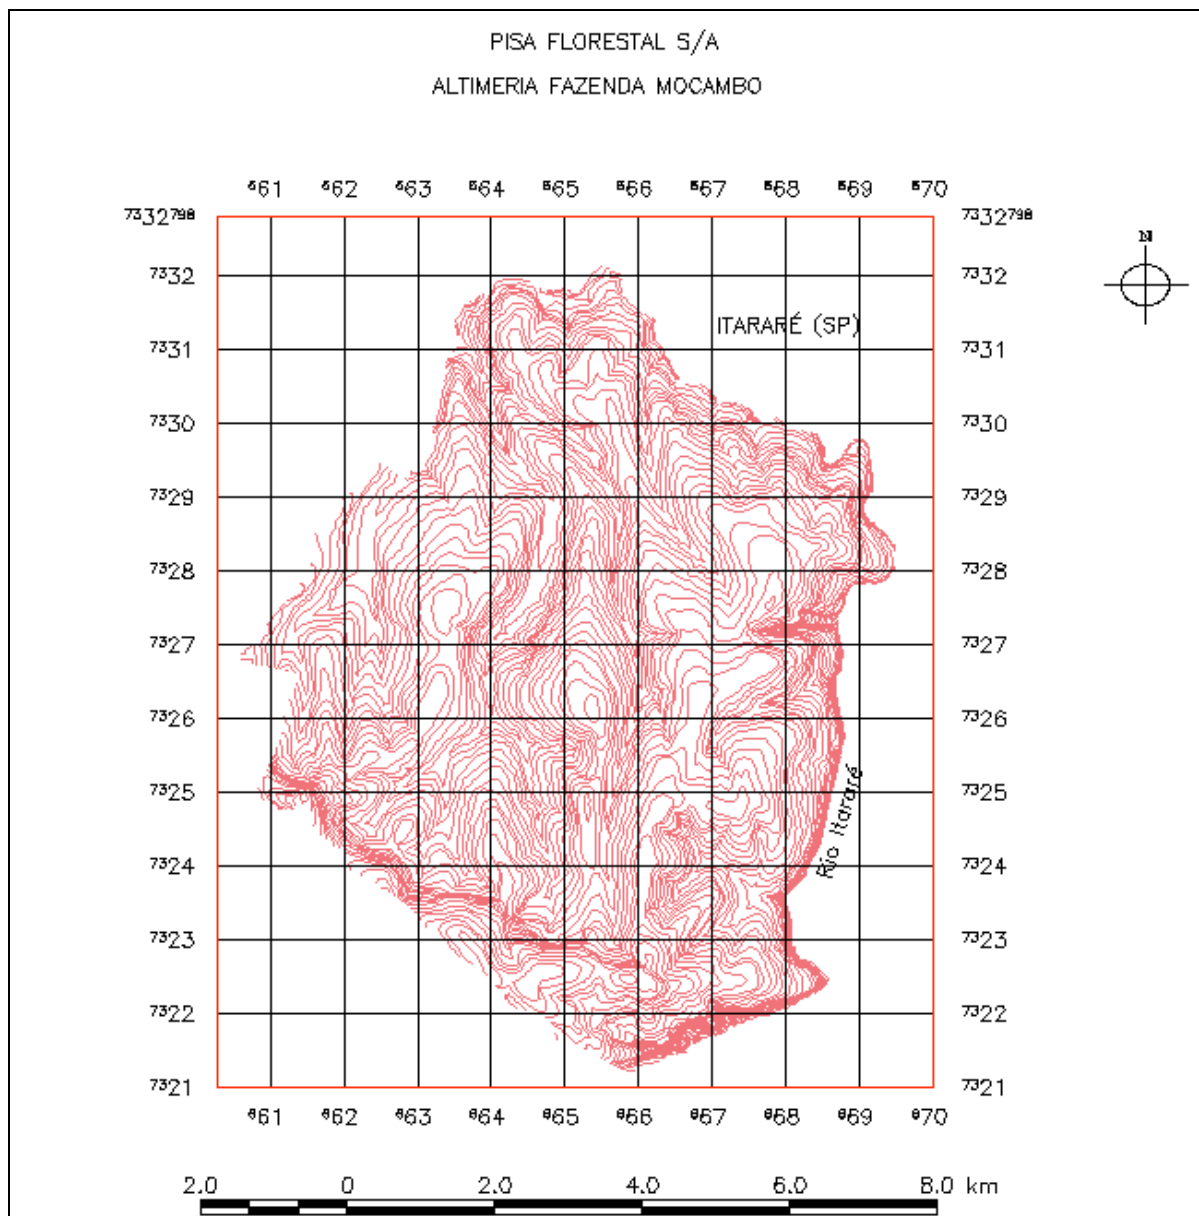 PISA FLORESTAL S/A
ALTIMERIA FAZENDA MOCAMBO
⁶61 ⁶62 ⁶63 ⁶64 ⁶65 ⁶66 ⁶67 ⁶68 ⁶69 ⁶70
⁷³32⁷⁹⁸ ⁷³32⁷⁹⁸
N
⁷³32 ⁷³32
ITARARÉ (SP)
⁷³31 ⁷³31
⁷³30 ⁷³30
⁷³29 ⁷³29
⁷³28 ⁷³28
⁷³27 ⁷³27
⁷³26 ⁷³26
⁷³25 ⁷³25
Rio Itararé
⁷³24 ⁷³24
⁷³23 ⁷³23
⁷³22 ⁷³22
⁷³21 ⁷³21
⁶61 ⁶62 ⁶63 ⁶64 ⁶65 ⁶66 ⁶67 ⁶68 ⁶69 ⁶70
2.0 0 2.0 4.0 6.0 8.0 km